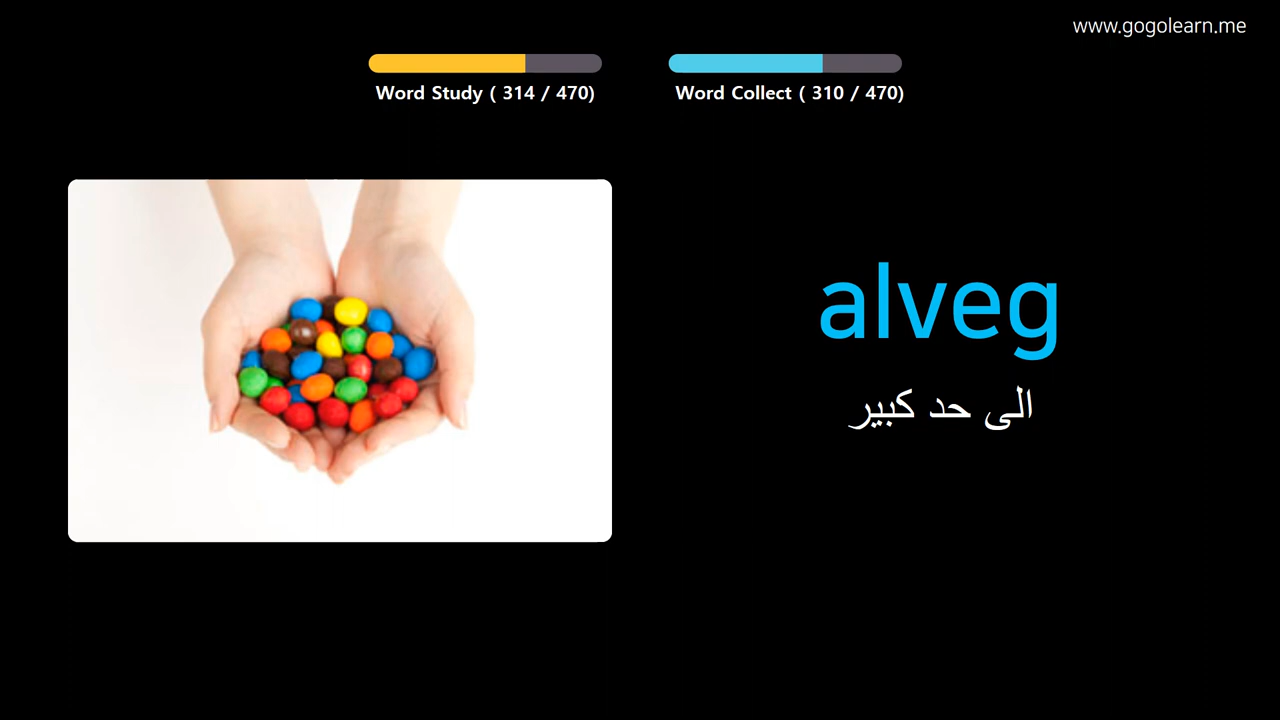 www.gogolearn.me
Word Study ( 314 / 470)
Word Collect ( 310 / 470)
alveg
الى حد كبير